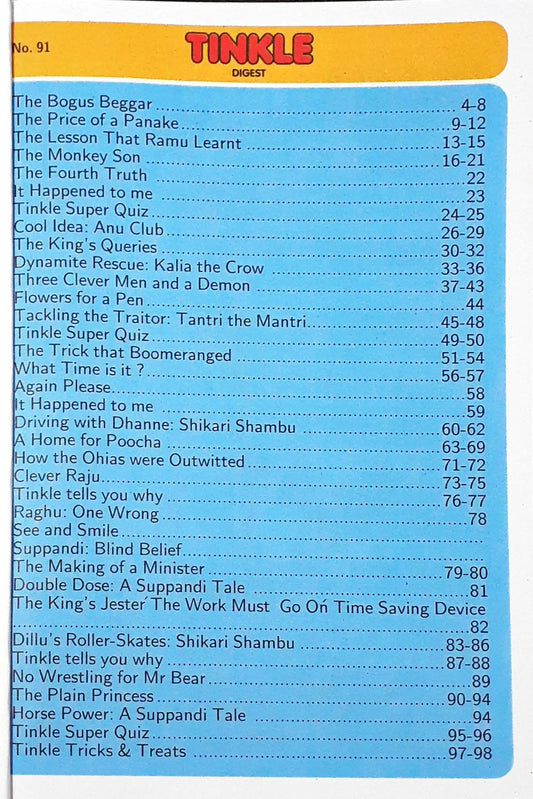 No. 91
TINKLE
DIGEST
The Bogus Beggar ........ 4-8
The Price of a Panake ........ 9-12
The Lesson That Ramu Learnt ........ 13-15
The Monkey Son ........ 16-21
The Fourth Truth ........ 22
It Happened to me ........ 23
Tinkle Super Quiz ........ 24-25
Cool Idea: Anu Club ........ 26-29
The King's Queries ........ 30-32
Dynamite Rescue: Kalia the Crow ........ 33-36
Three Clever Men and a Demon ........ 37-43
Flowers for a Pen ........ 44
Tackling the Traitor: Tantri the Mantri ........ 45-48
Tinkle Super Quiz ........ 49-50
The Trick that Boomeranged ........ 51-54
What Time is it ? ........ 56-57
Again Please ........ 58
It Happened to me ........ 59
Driving with Dhanne: Shikari Shambu ........ 60-62
A Home for Poocha ........ 63-69
How the Ohias were Outwitted ........ 71-72
Clever Raju ........ 73-75
Tinkle tells you why ........ 76-77
Raghu: One Wrong ........ 78
See and Smile ........
Suppandi: Blind Belief ........
The Making of a Minister ........ 79-80
Double Dose: A Suppandi Tale ........ 81
The King's Jester The Work Must Go On Time Saving Device
........ 82
Dillu's Roller-Skates: Shikari Shambu ........ 83-86
Tinkle tells you why ........ 87-88
No Wrestling for Mr Bear ........ 89
The Plain Princess ........ 90-94
Horse Power: A Suppandi Tale ........ 94
Tinkle Super Quiz ........ 95-96
Tinkle Tricks & Treats ........ 97-98